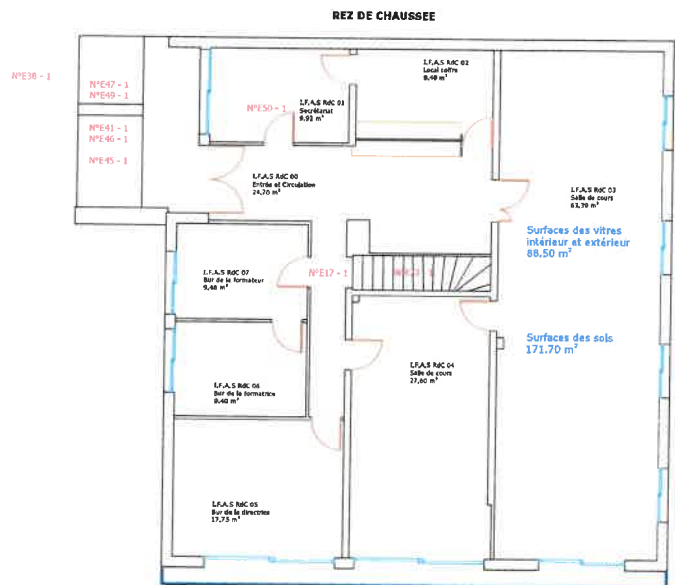 REZ DE CHAUSSEE
N°E38 - 1
N°E47 - 1
N°E49 - 1
N°E41 - 1
N°E46 - 1
N°E45 - 1
N°E50 - 1
I.F.A.S RdC 01
Secrétariat
9,92 m²
I.F.A.S RdC 02
Local coffre
8,48 m²
I.F.A.S RdC 00
Entrée et Circulation
24,70 m²
I.F.A.S RdC 03
Salle de cours
63,39 m²
Surfaces des vitres
intérieur et extérieur
88.50 m²
I.F.A.S RdC 07
Bur de la formateur
9,48 m²
N°E17 - 1
Surfaces des sols
171.70 m²
I.F.A.S RdC 06
Bur de la formatrice
9,40 m²
I.F.A.S RdC 04
Salle de cours
27,60 m²
I.F.A.S RdC 05
Bur de la directrice
17,73 m²